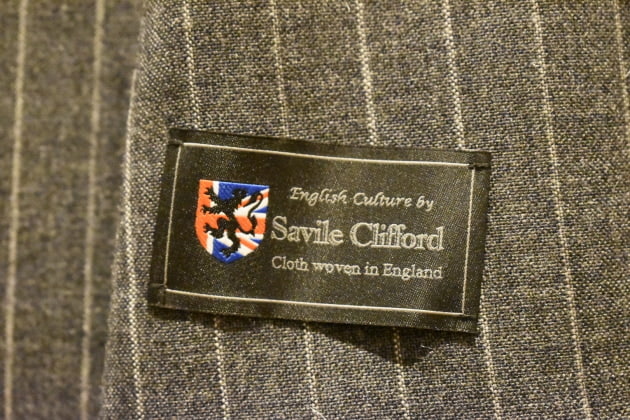 English Culture by
Savile Clifford
Cloth woven in England